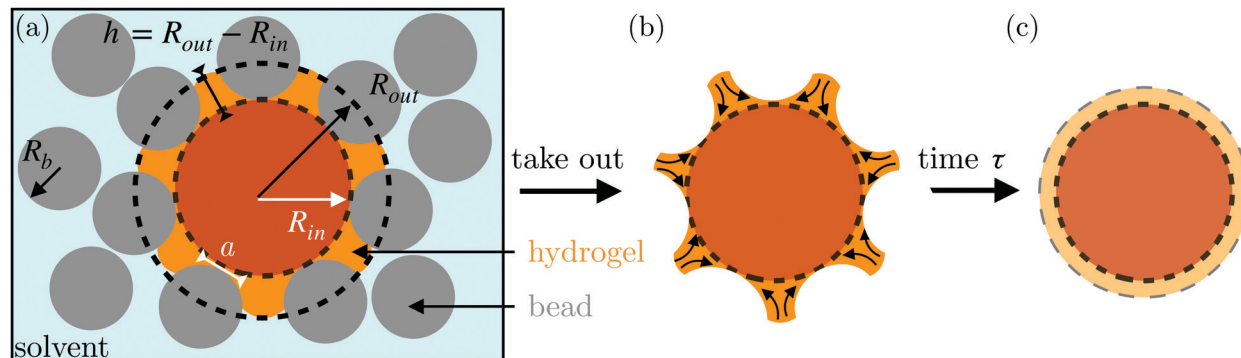 (a)
h = R_out − R_in
R_out
R_b
R_in
a
solvent
take out
hydrogel
bead
(b)
time τ
(c)